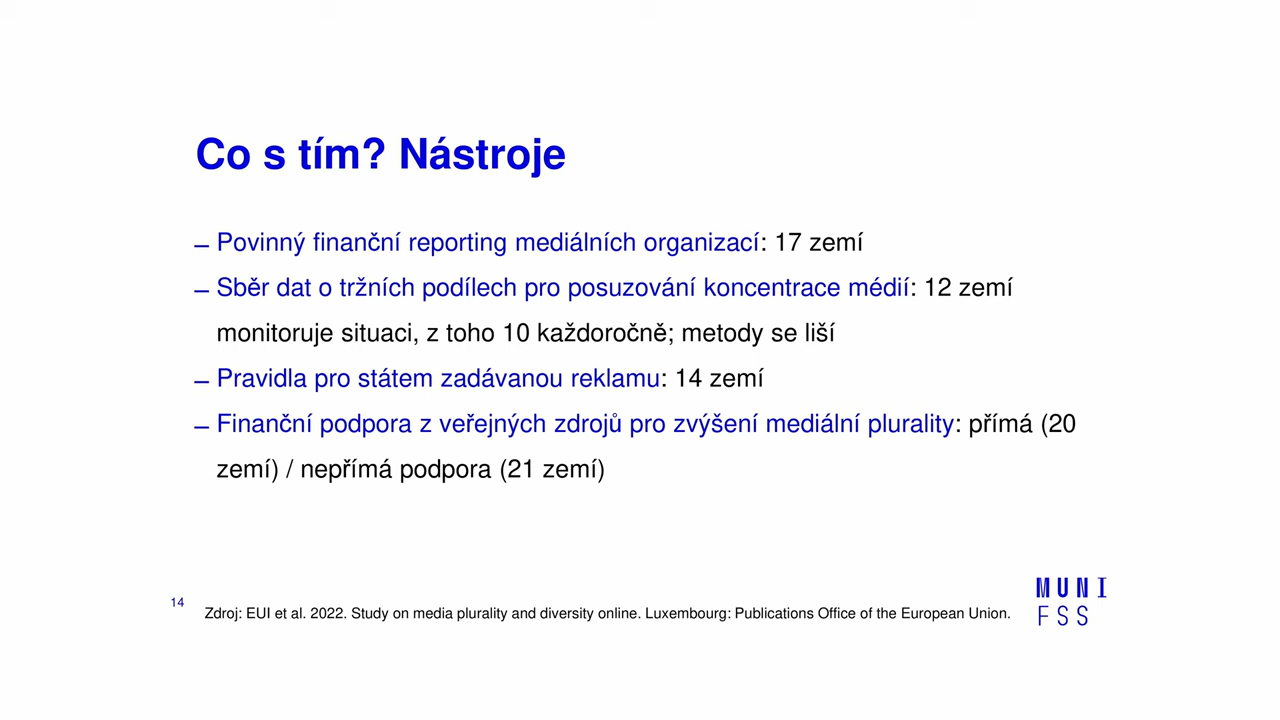 Co s tím? Nástroje
– Povinný finanční reporting mediálních organizací: 17 zemí
– Sběr dat o tržních podílech pro posuzování koncentrace médií: 12 zemí
monitoruje situaci, z toho 10 každoročně; metody se liší
– Pravidla pro státem zadávanou reklamu: 14 zemí
– Finanční podpora z veřejných zdrojů pro zvýšení mediální plurality: přímá (20
zemí) / nepřímá podpora (21 zemí)
14
Zdroj: EUI et al. 2022. Study on media plurality and diversity online. Luxembourg: Publications Office of the European Union.
MUNI
FSS